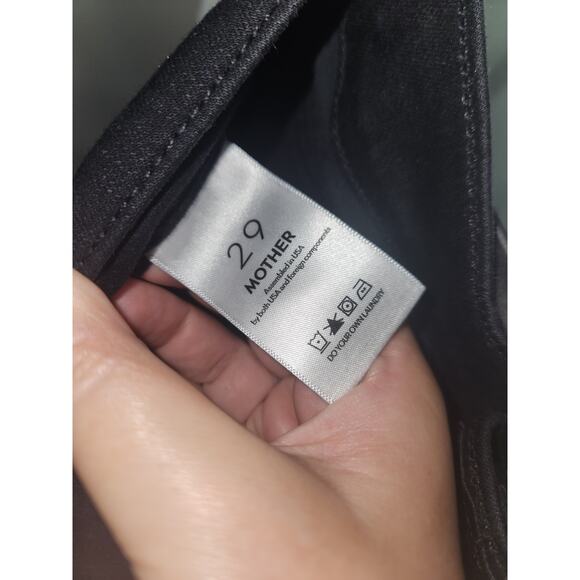 29
MOTHER
Assembled in USA
by both USA and foreign components
DO YOUR OWN LAUNDRY